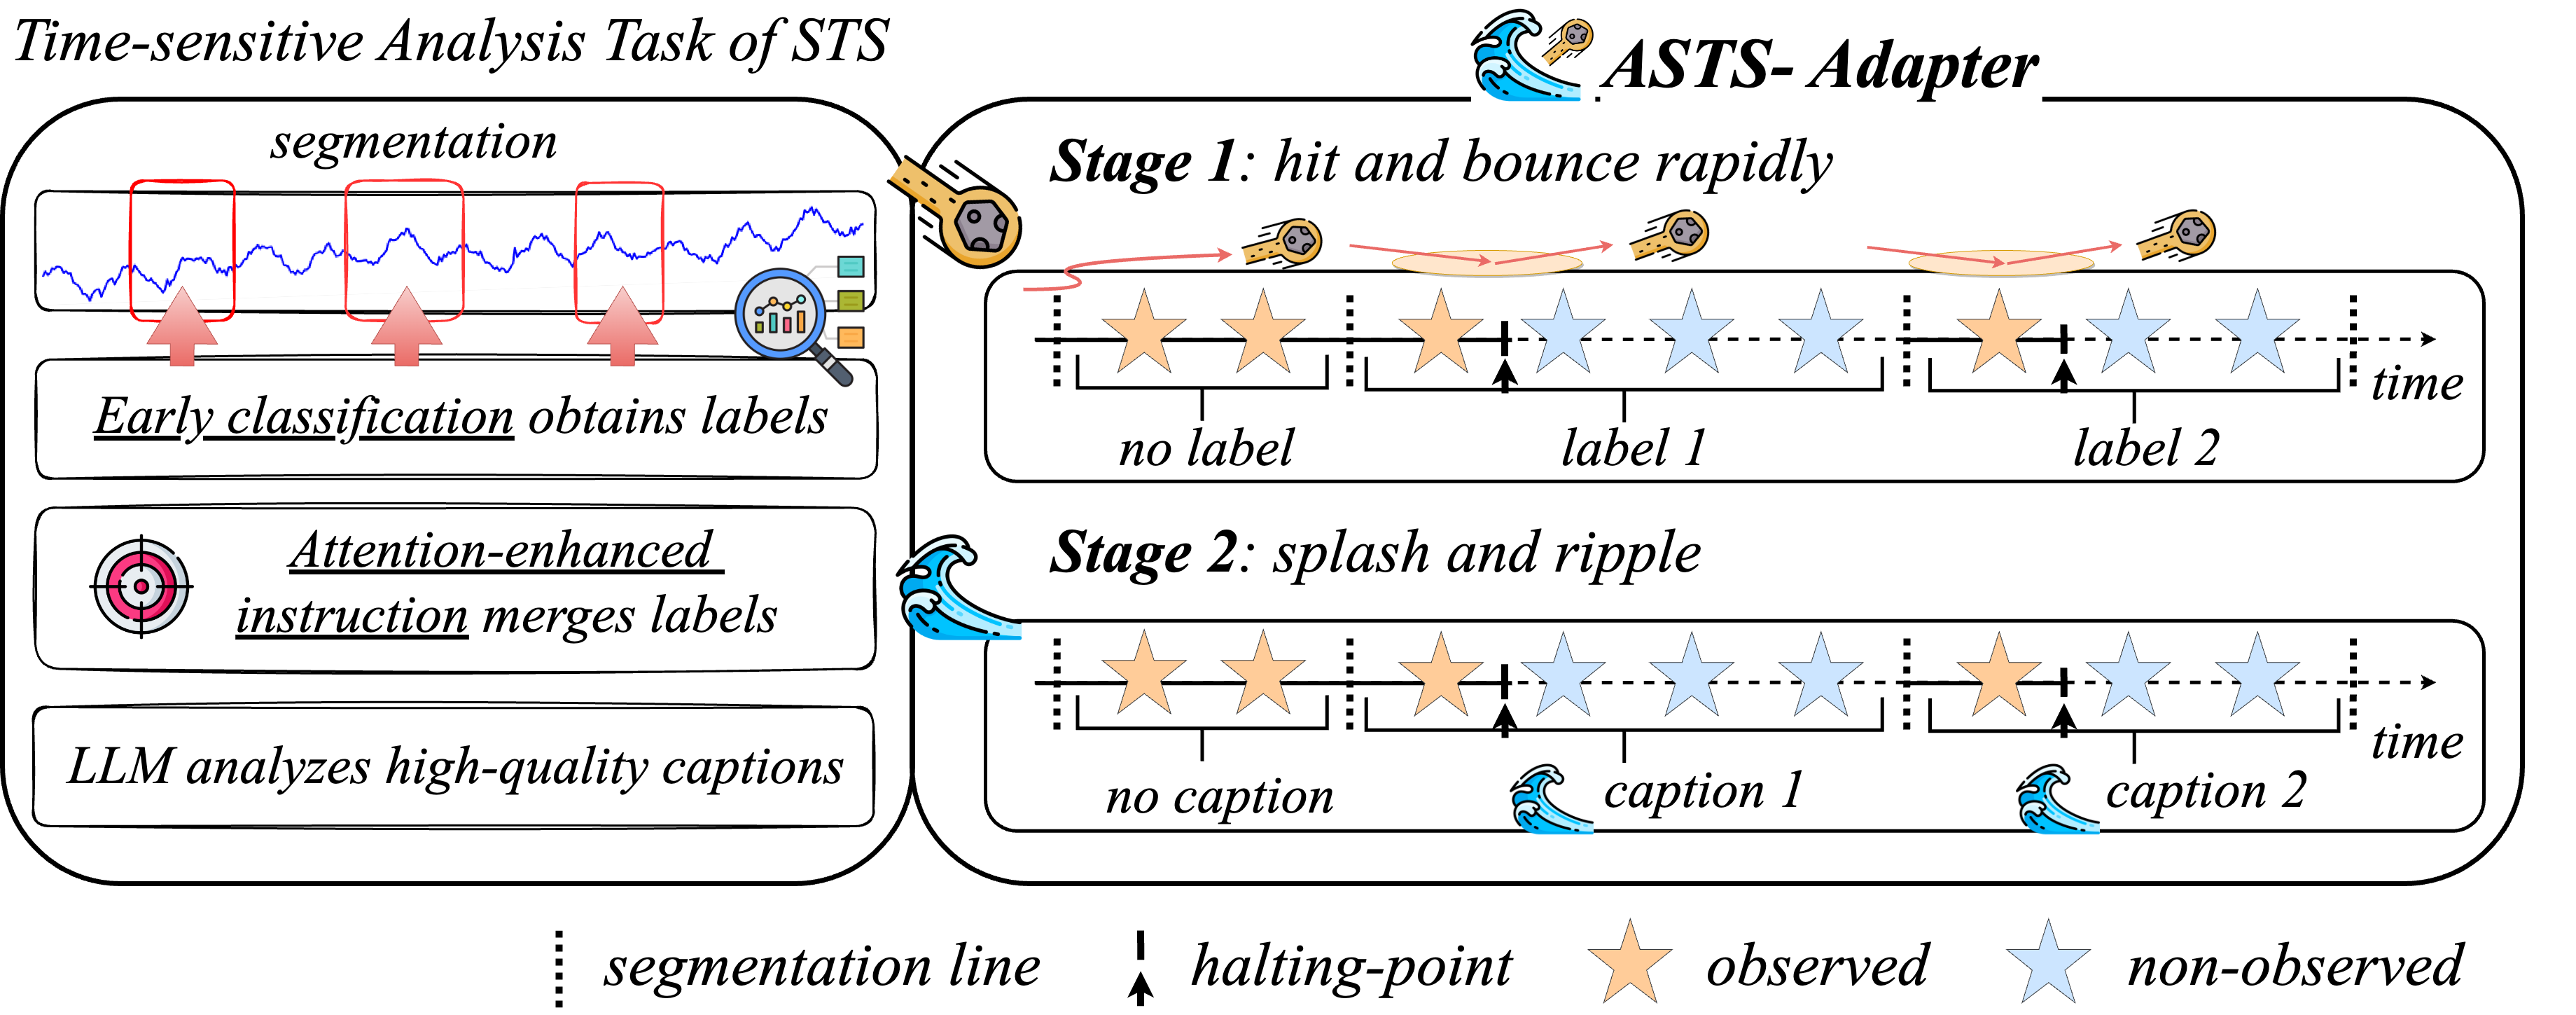 Time-sensitive Analysis Task of STS
segmentation
Early classification obtains labels
Attention-enhanced
instruction merges labels
LLM analyzes high-quality captions
ASTS- Adapter
Stage 1: hit and bounce rapidly
time
no label
label 1
label 2
Stage 2: splash and ripple
time
no caption
caption 1
caption 2
segmentation line
halting-point
observed
non-observed